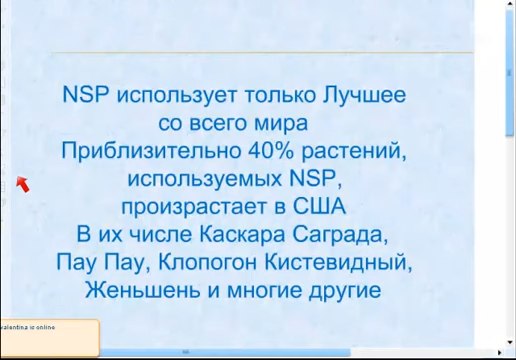 NSP использует только Лучшее
со всего мира
Приблизительно 40% растений,
используемых NSP,
произрастает в США
В их числе Каскара Саграда,
Пау Пау, Клопогон Кистевидный,
Женьшень и многие другие
valentina is online